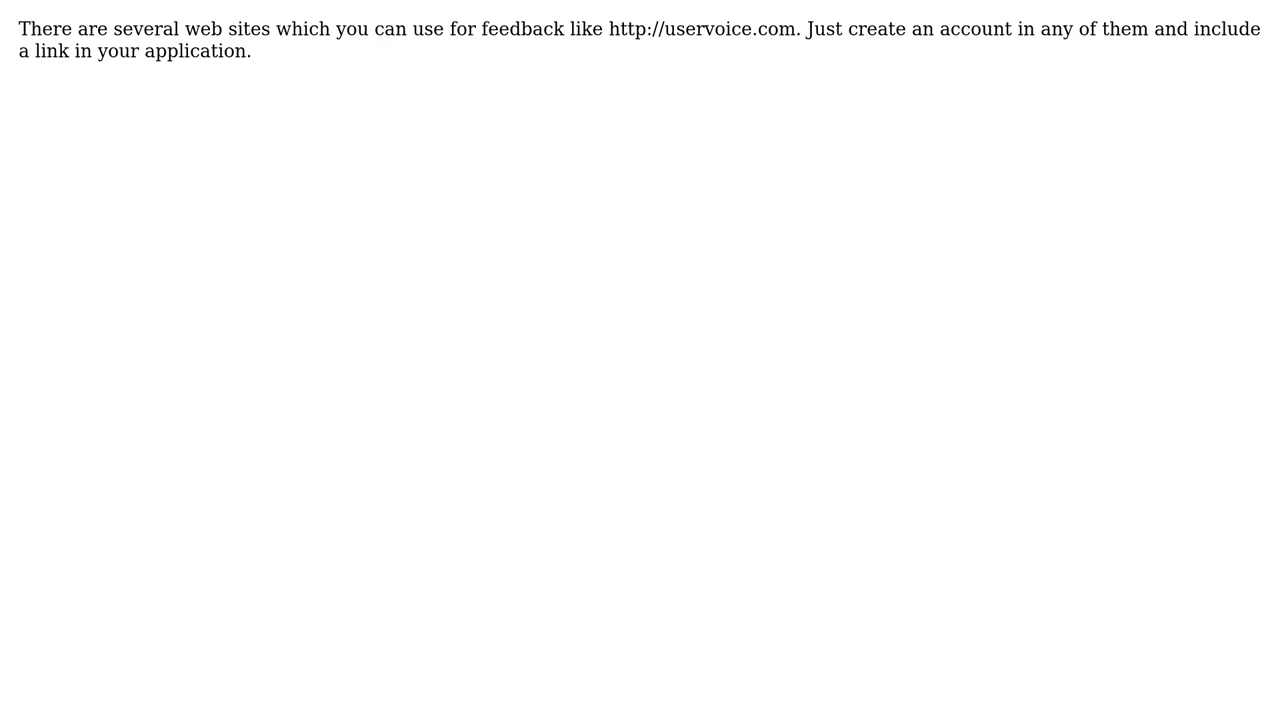 There are several web sites which you can use for feedback like http://uservoice.com. Just create an account in any of them and include
a link in your application.